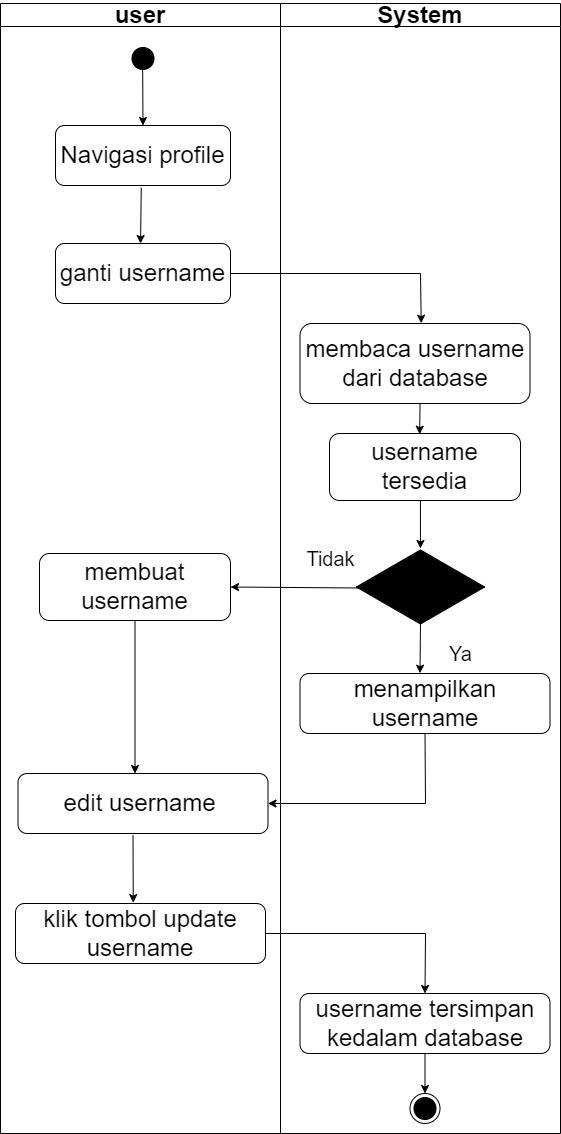 user
System
Navigasi profile
ganti username
membaca username
dari database
username
tersedia
Tidak
membuat
username
Ya
menampilkan
username
edit username
klik tombol update
username
username tersimpan
kedalam database